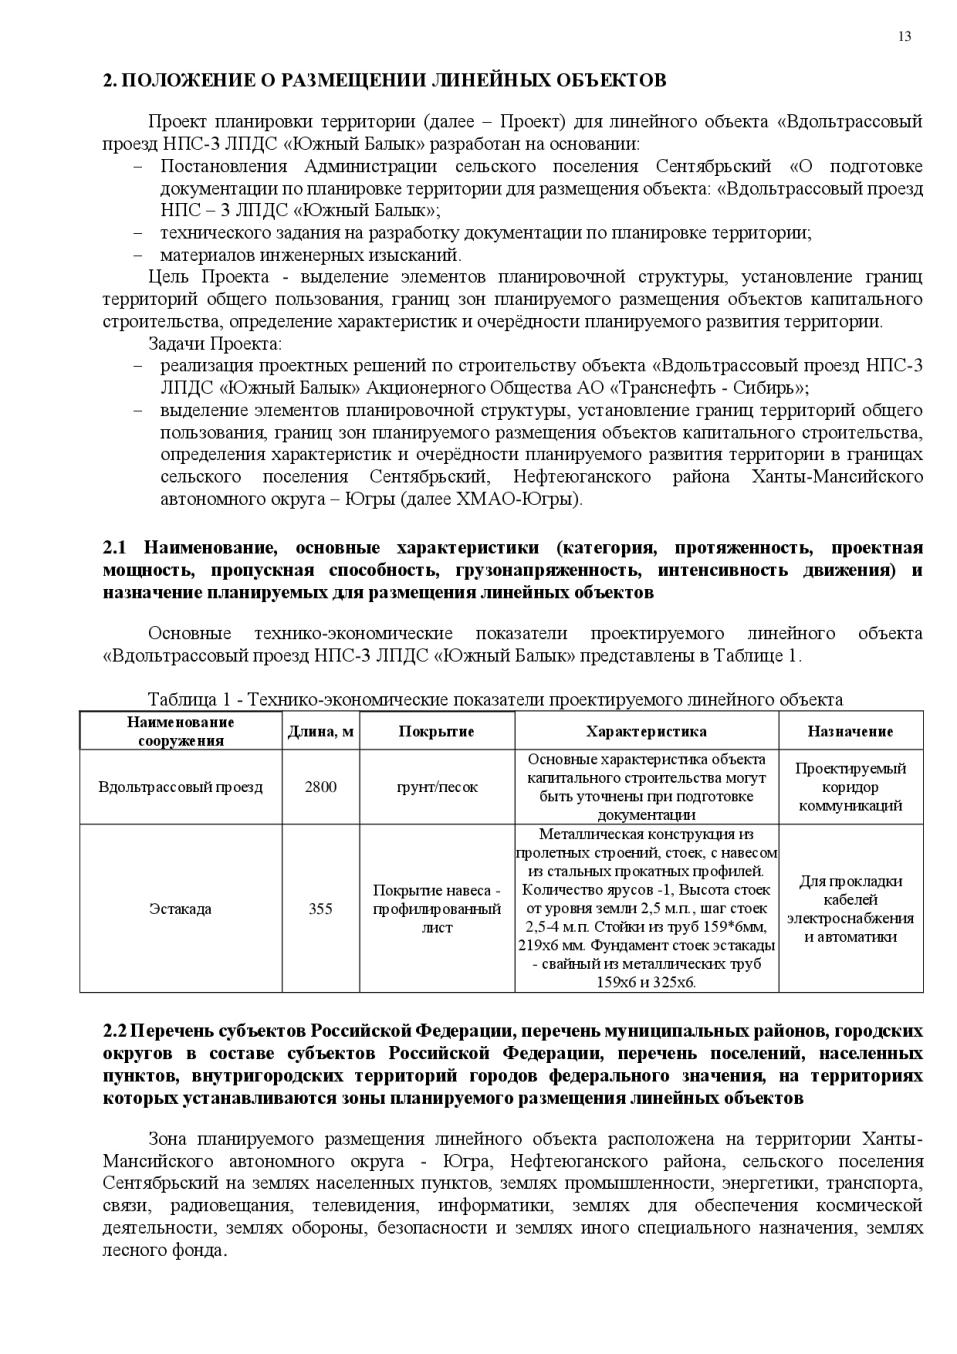 13
2. ПОЛОЖЕНИЕ О РАЗМЕЩЕНИИ ЛИНЕЙНЫХ ОБЪЕКТОВ
Проект планировки территории (далее – Проект) для линейного объекта «Вдольтрассовый
проезд НПС-3 ЛПДС «Южный Балык» разработан на основании:
– Постановления Администрации сельского поселения Сентябрьский «О подготовке
документации по планировке территории для размещения объекта: «Вдольтрассовый проезд
НПС – 3 ЛПДС «Южный Балык»;
– технического задания на разработку документации по планировке территории;
– материалов инженерных изысканий.
Цель Проекта - выделение элементов планировочной структуры, установление границ
территорий общего пользования, границ зон планируемого размещения объектов капитального
строительства, определение характеристик и очерёдности планируемого развития территории.
Задачи Проекта:
– реализация проектных решений по строительству объекта «Вдольтрассовый проезд НПС-3
ЛПДС «Южный Балык» Акционерного Общества АО «Транснефть - Сибирь»;
– выделение элементов планировочной структуры, установление границ территорий общего
пользования, границ зон планируемого размещения объектов капитального строительства,
определения характеристик и очерёдности планируемого развития территории в границах
сельского поселения Сентябрьский, Нефтеюганского района Ханты-Мансийского
автономного округа – Югры (далее ХМАО-Югры).
2.1 Наименование, основные характеристики (категория, протяженность, проектная
мощность, пропускная способность, грузонапряженность, интенсивность движения) и
назначение планируемых для размещения линейных объектов
Основные технико-экономические показатели проектируемого линейного объекта
«Вдольтрассовый проезд НПС-3 ЛПДС «Южный Балык» представлены в Таблице 1.
Таблица 1 - Технико-экономические показатели проектируемого линейного объекта
Наименование
сооружения
Длина, м
Покрытие
Характеристика
Назначение
Вдольтрассовый проезд
2800
грунт/песок
Основные характеристика объекта
капитального строительства могут
быть уточнены при подготовке
документации
Проектируемый
коридор
коммуникаций
Эстакада
355
Покрытие навеса -
профилированный
лист
Металлическая конструкция из
пролетных строений, стоек, с навесом
из стальных прокатных профилей.
Количество ярусов -1, Высота стоек
от уровня земли 2,5 м.п., шаг стоек
2,5-4 м.п. Стойки из труб 159*6мм,
219х6 мм. Фундамент стоек эстакады
- свайный из металлических труб
159х6 и 325х6.
Для прокладки
кабелей
электроснабжения
и автоматики
2.2 Перечень субъектов Российской Федерации, перечень муниципальных районов, городских
округов в составе субъектов Российской Федерации, перечень поселений, населенных
пунктов, внутригородских территорий городов федерального значения, на территориях
которых устанавливаются зоны планируемого размещения линейных объектов
Зона планируемого размещения линейного объекта расположена на территории Ханты-
Мансийского автономного округа - Югра, Нефтеюганского района, сельского поселения
Сентябрьский на землях населенных пунктов, землях промышленности, энергетики, транспорта,
связи, радиовещания, телевидения, информатики, землях для обеспечения космической
деятельности, землях обороны, безопасности и землях иного специального назначения, землях
лесного фонда.